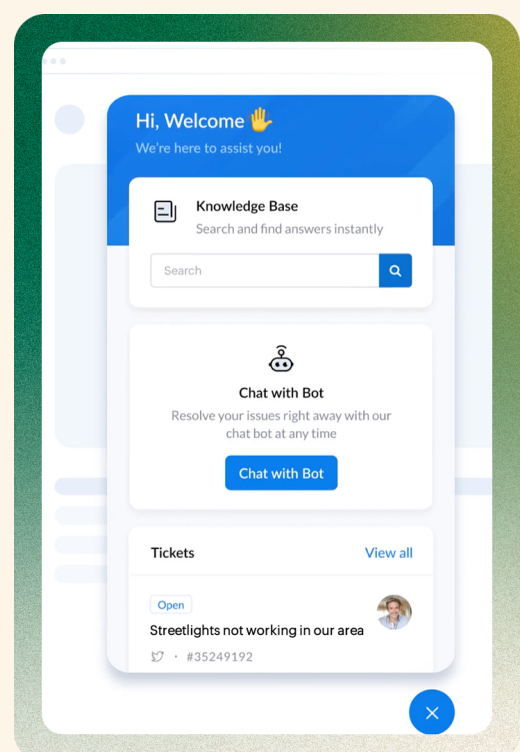 Hi, Welcome 🖐
We're here to assist you!
Knowledge Base
Search and find answers instantly
Search
Chat with Bot
Resolve your issues right away with our
chat bot at any time
Chat with Bot
Tickets View all
Open
Streetlights not working in our area
· #35249192